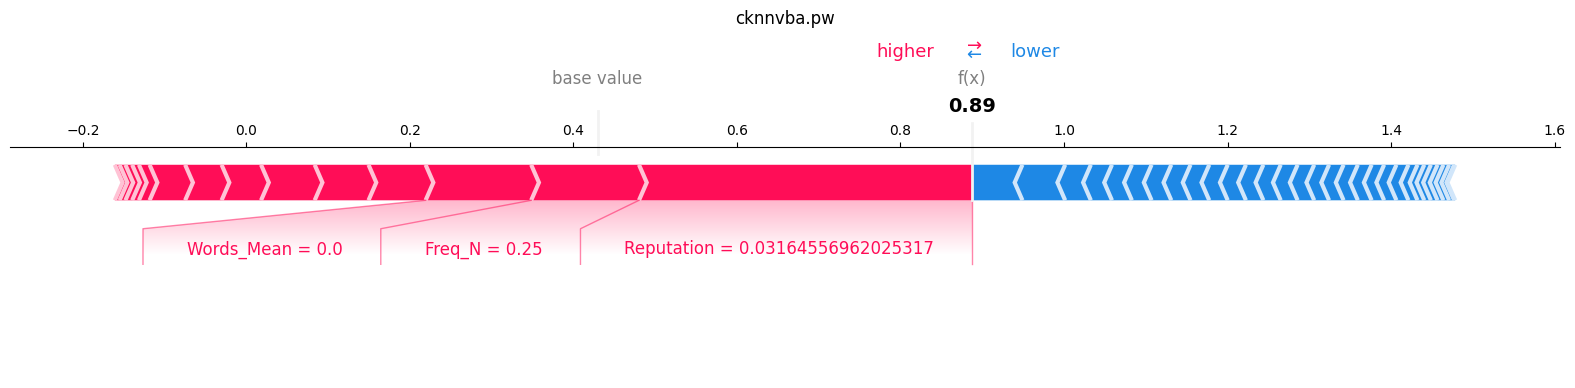 cknnvba.pw
higher ⇄ lower
base value f(x)
0.89
−0.2 0.0 0.2 0.4 0.6 0.8 1.0 1.2 1.4 1.6
Words_Mean = 0.0 Freq_N = 0.25 Reputation = 0.03164556962025317